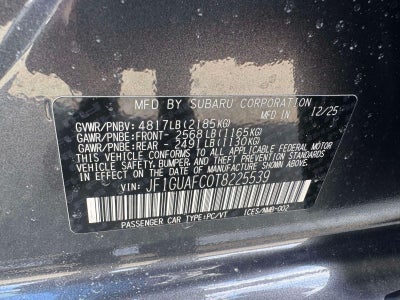 MFD BY SUBARU CORPORATION
MFD IN 12/25
GVWR/PNBV: 4817LB(2185KG)
GAWR/PNBE:FRONT- 2568LB(1165KG)
GAWR/PNBE:REAR - 2491LB(1130KG)
THIS VEHICLE CONFORMS TO ALL APPLICABLE FEDERAL MOTOR
VEHICLE SAFETY, BUMPER, AND THEFT PREVENTION STANDARDS
IN EFFECT ON THE DATE OF MANUFACTURE SHOWN ABOVE.
VIN: JF1GUAFC0T8225539
PASSENGER CAR TYPE:PC/VT ICES/NMB-002